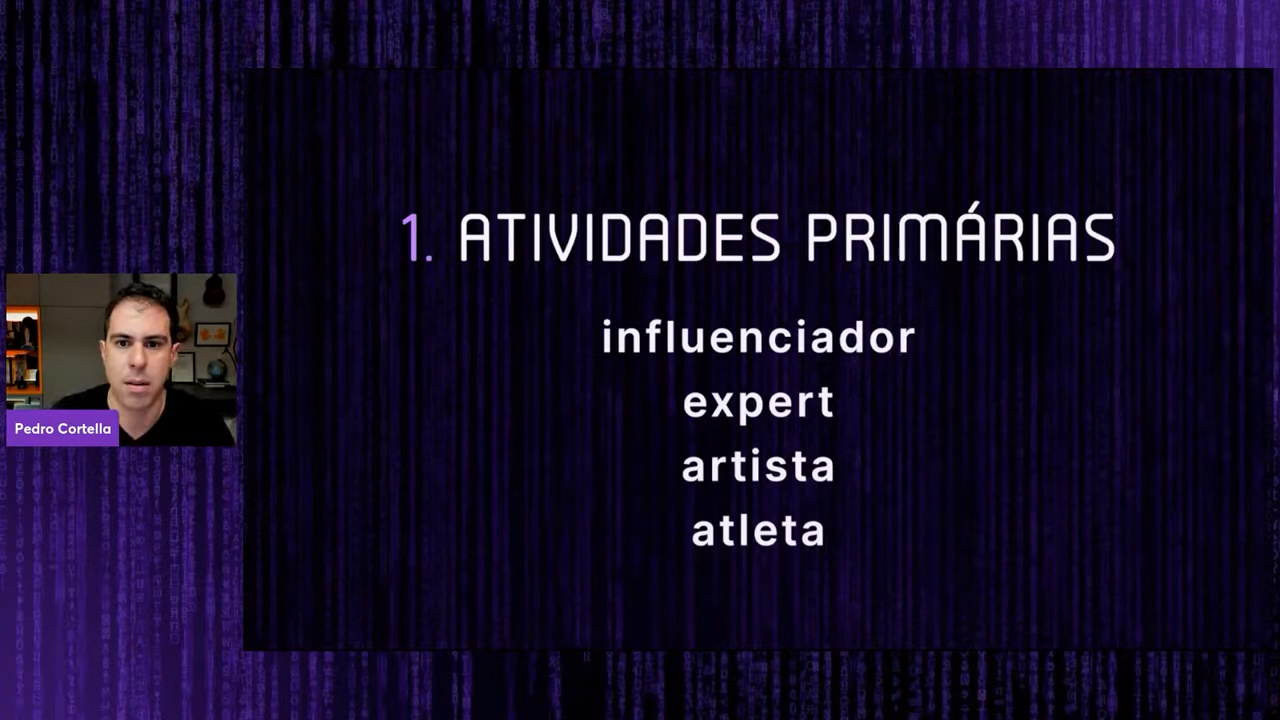 1. ATIVIDADES PRIMÁRIAS
influenciador
expert
artista
atleta
Pedro Cortella